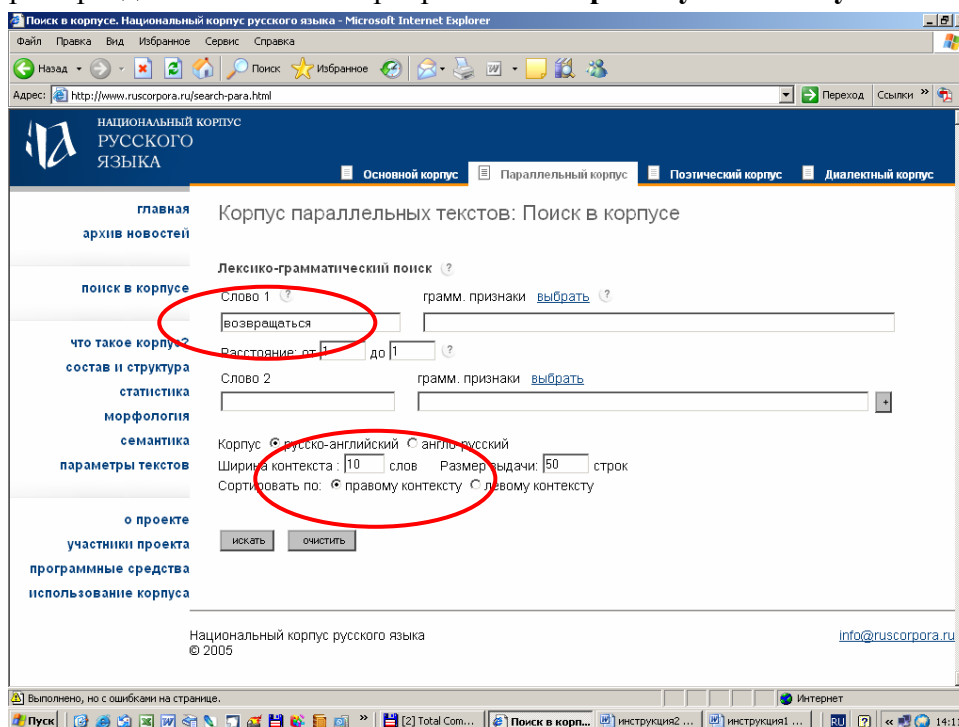 Поиск в корпусе. Национальный корпус русского языка - Microsoft Internet Explorer
Файл Правка Вид Избранное Сервис Справка
Назад Поиск Избранное
Адрес: http://www.ruscorpora.ru/search-para.html Переход Ссылки »
НАЦИОНАЛЬНЫЙ КОРПУС
РУССКОГО
ЯЗЫКА
Основной корпус Параллельный корпус Поэтический корпус Диалектный корпус
главная
архив новостей
поиск в корпусе
что такое корпус?
состав и структура
статистика
морфология
семантика
параметры текстов
о проекте
участники проекта
программные средства
использование корпуса
Корпус параллельных текстов: Поиск в корпусе
Лексико-грамматический поиск ?
Слово 1 ? грамм. признаки выбрать ?
возвращаться
Расстояние: от 1 до 1 ?
Слово 2 грамм. признаки выбрать
+
Корпус русско-английский англо-русский
Ширина контекста : 10 слов Размер выдачи: 50 строк
Сортировать по: правому контексту левому контексту
искать очистить
Национальный корпус русского языка
© 2005
info@ruscorpora.ru
Выполнено, но с ошибками на странице. Интернет
Пуск » [2] Total Com... Поиск в корп... инструкция2 ... инструкция1 ... RU ? « 14:1